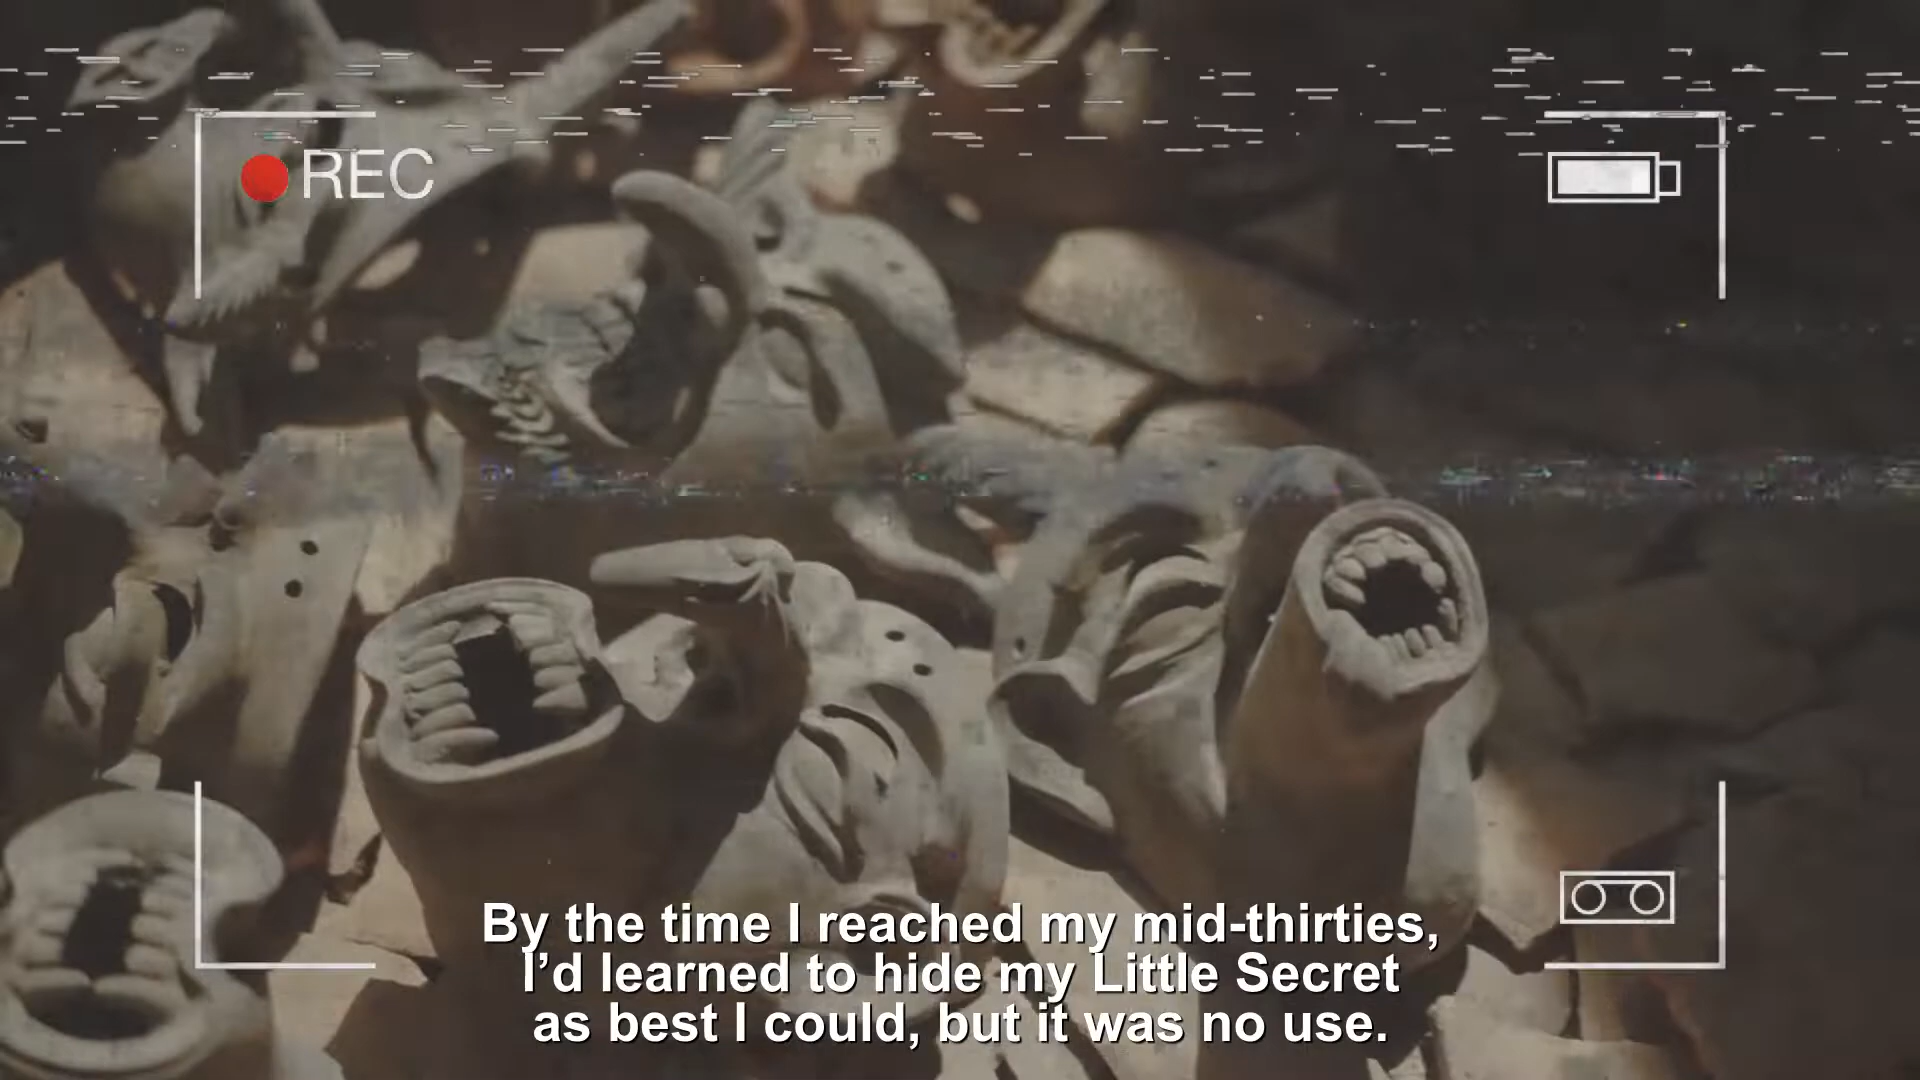 REC
By the time I reached my mid-thirties,
I’d learned to hide my Little Secret
as best I could, but it was no use.